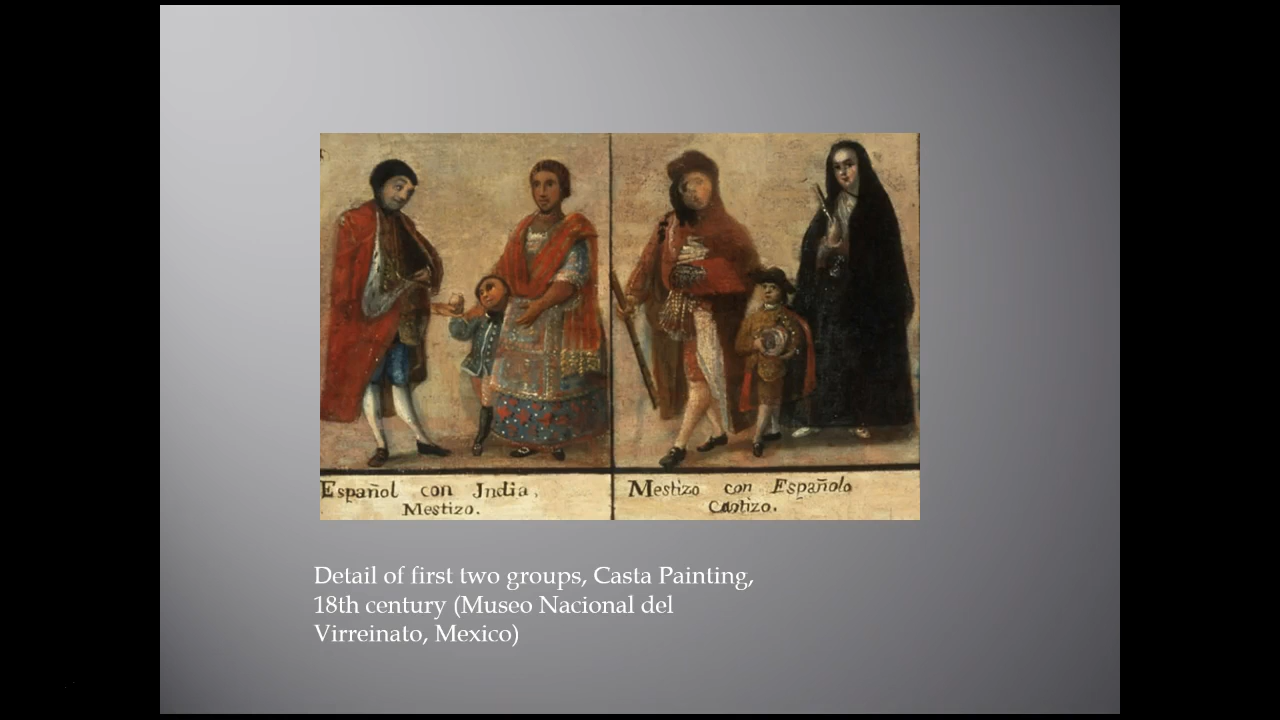 Español con India,
Mestizo.
Mestizo con Española
Castizo.
Detail of first two groups, Casta Painting,
18th century (Museo Nacional del
Virreinato, Mexico)